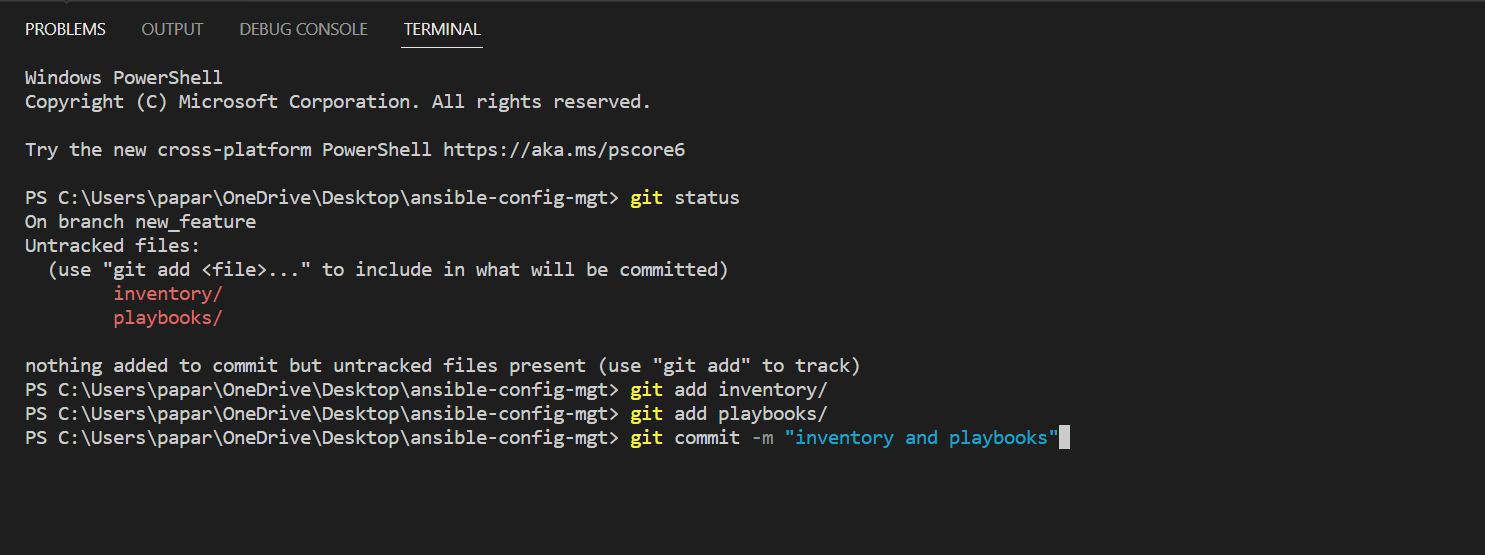 PROBLEMS OUTPUT DEBUG CONSOLE TERMINAL
Windows PowerShell
Copyright (C) Microsoft Corporation. All rights reserved.
Try the new cross-platform PowerShell https://aka.ms/pscore6
PS C:\Users\papar\OneDrive\Desktop\ansible-config-mgt> git status
On branch new_feature
Untracked files:
  (use "git add <file>..." to include in what will be committed)
        inventory/
        playbooks/
nothing added to commit but untracked files present (use "git add" to track)
PS C:\Users\papar\OneDrive\Desktop\ansible-config-mgt> git add inventory/
PS C:\Users\papar\OneDrive\Desktop\ansible-config-mgt> git add playbooks/
PS C:\Users\papar\OneDrive\Desktop\ansible-config-mgt> git commit -m "inventory and playbooks"